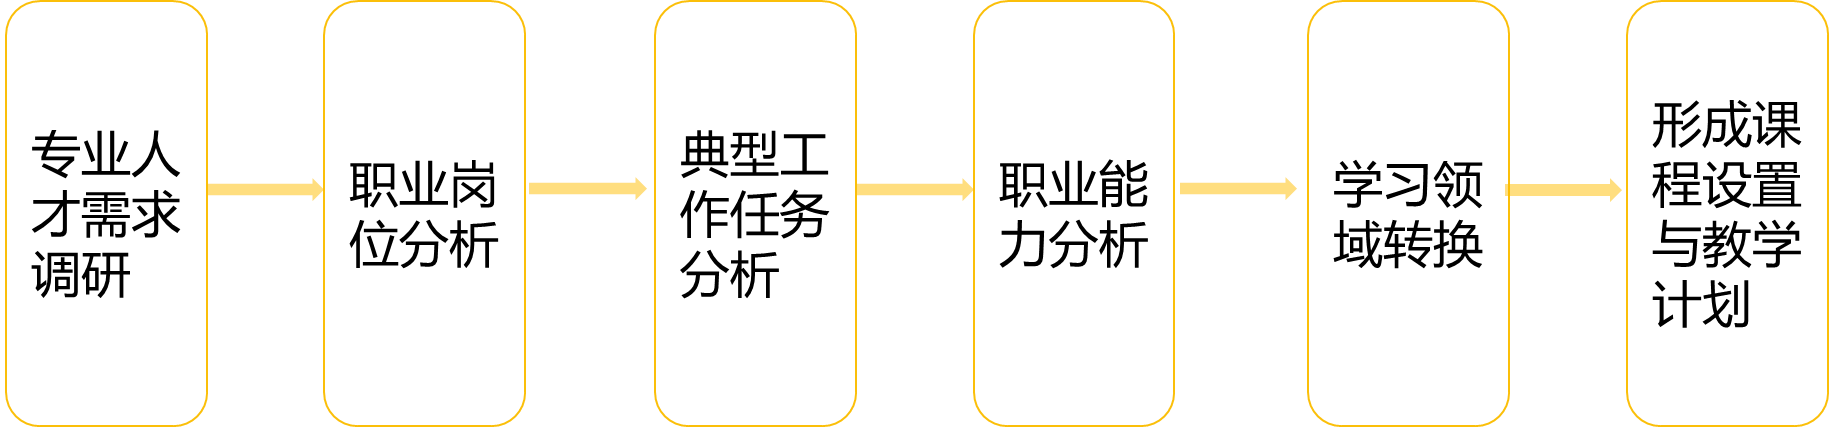 专业人
才需求
调研
职业岗
位分析
典型工
作任务
分析
职业能
力分析
学习领
域转换
形成课
程设置
与教学
计划